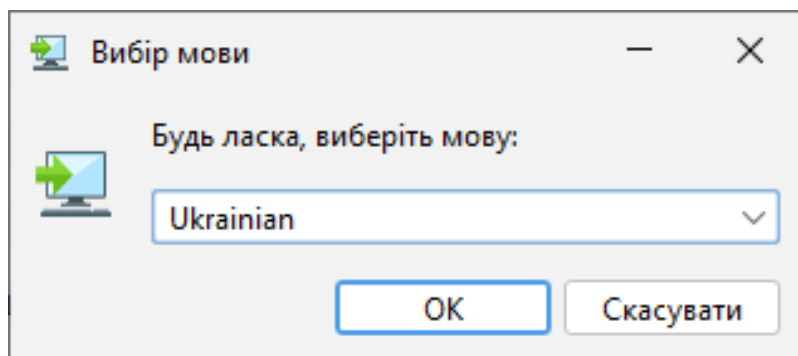 Вибір мови
Будь ласка, виберіть мову:
Ukrainian
OK
Скасувати